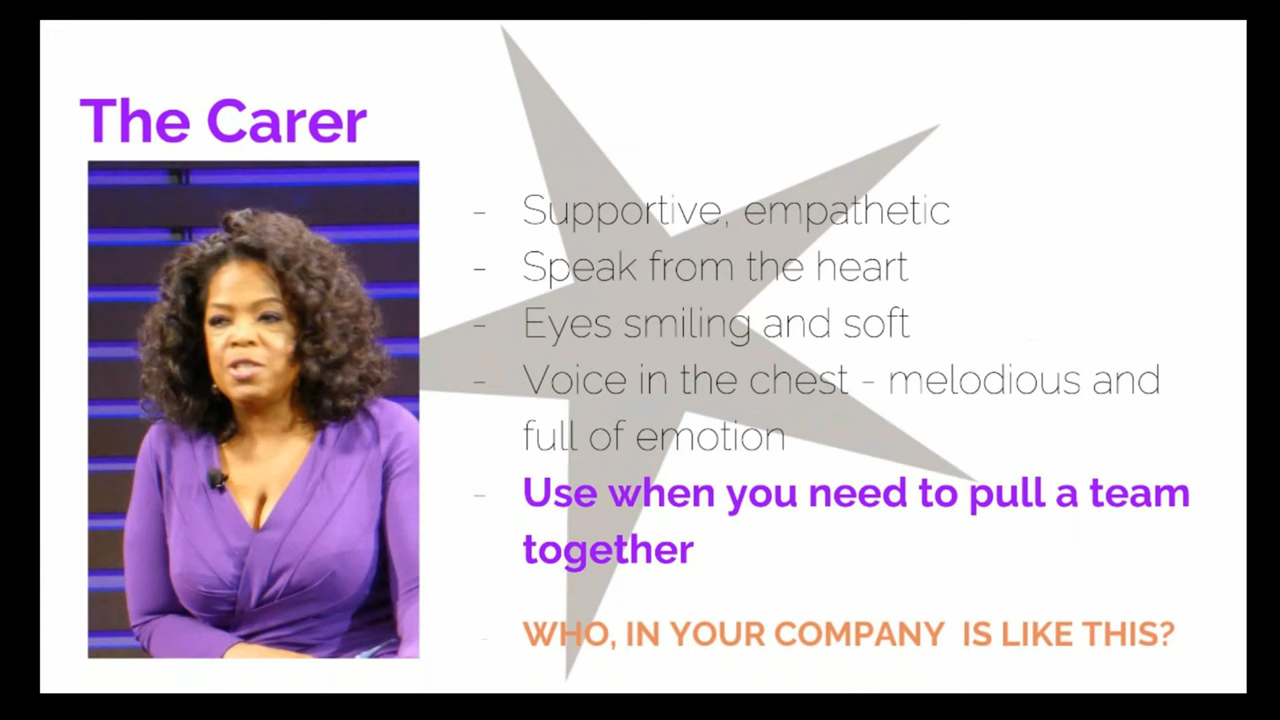 The Carer
- Supportive, empathetic
- Speak from the heart
- Eyes smiling and soft
- Voice in the chest - melodious and
full of emotion
- Use when you need to pull a team
together
- WHO, IN YOUR COMPANY  IS LIKE THIS?